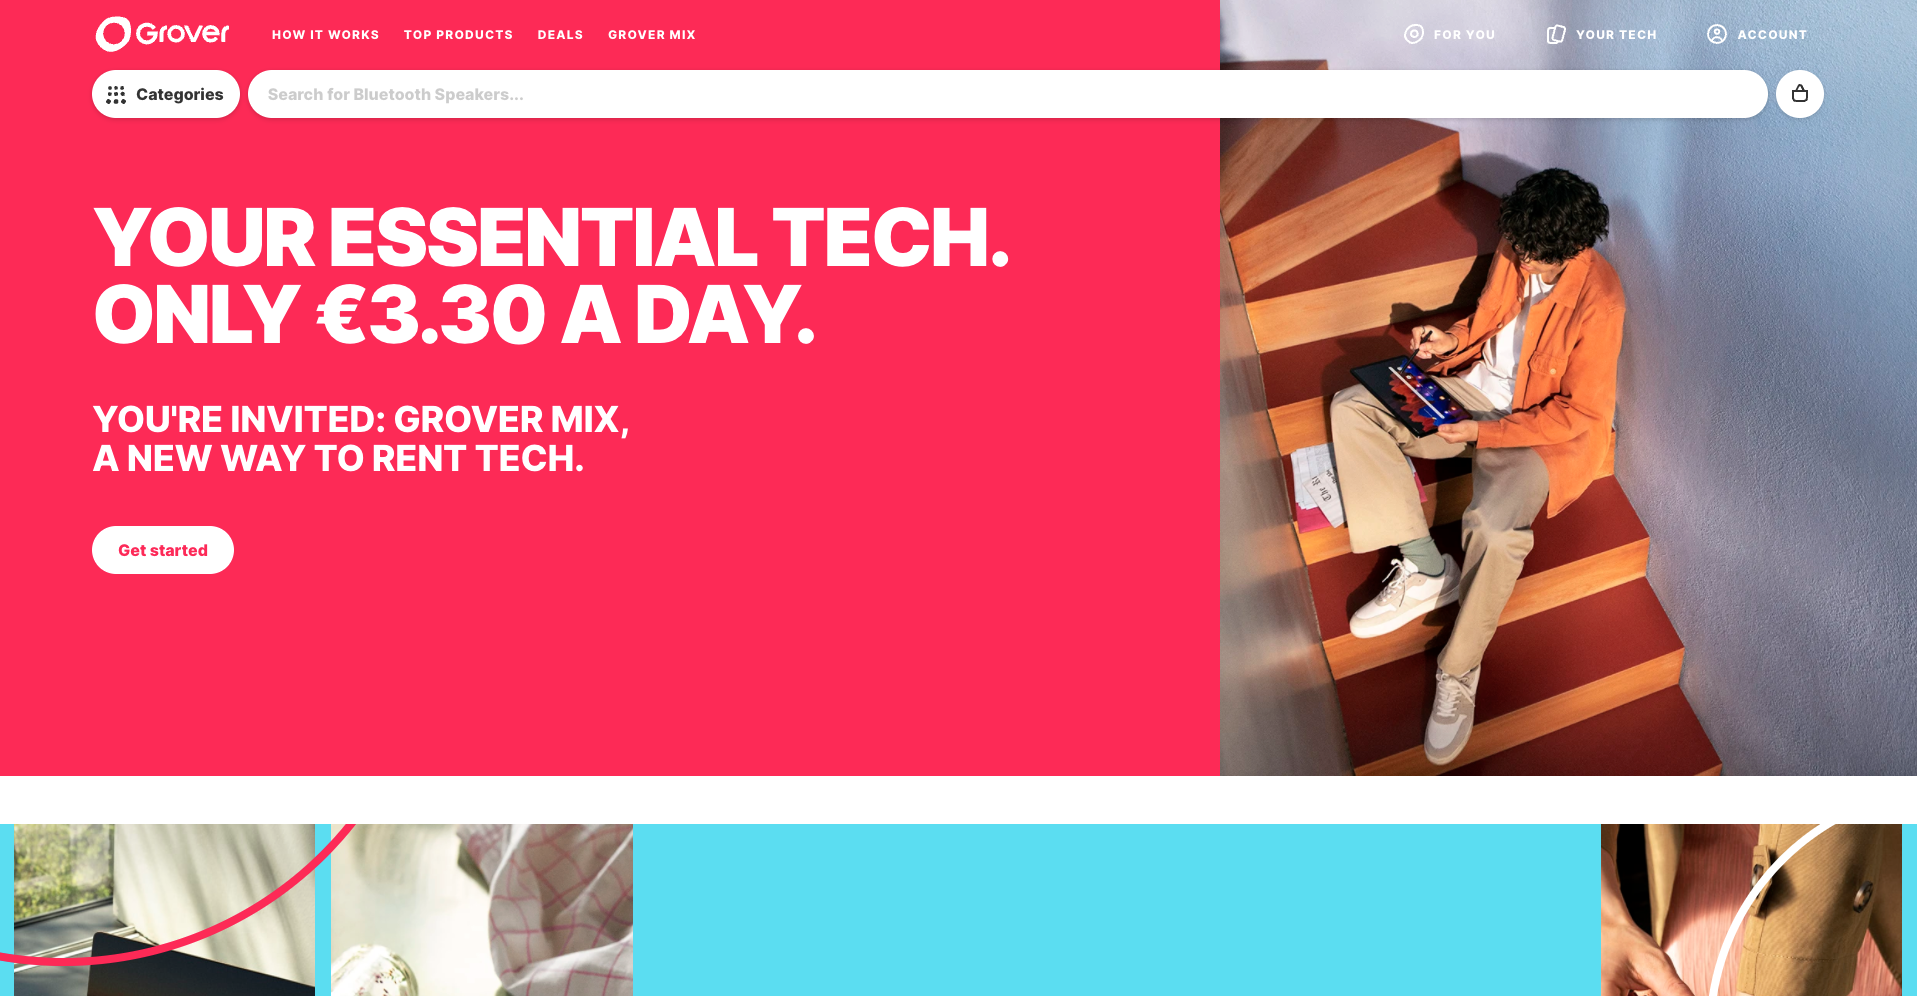 Grover
HOW IT WORKS
TOP PRODUCTS
DEALS
GROVER MIX
FOR YOU
YOUR TECH
ACCOUNT
Categories
Search for Bluetooth Speakers...
YOUR ESSENTIAL TECH.
ONLY €3.30 A DAY.
YOU'RE INVITED: GROVER MIX,
A NEW WAY TO RENT TECH.
Get started